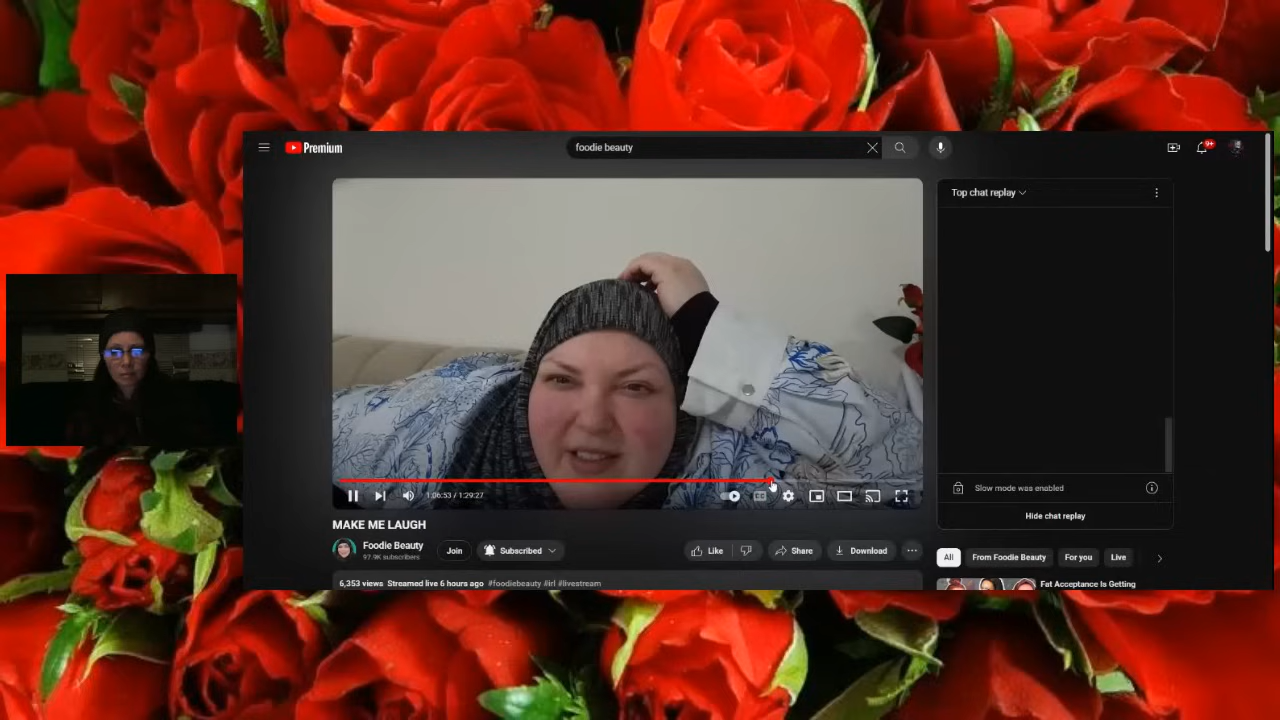 Premium
foodie beauty
9+
Top chat replay
1:06:53 / 1:29:27
Slow mode was enabled
Hide chat replay
MAKE ME LAUGH
Foodie Beauty
97.9K subscribers
Join
Subscribed
Like
Share
Download
All
From Foodie Beauty
For you
Live
6,353 views Streamed live 6 hours ago #foodiebeauty #irl #livestream
Fat Acceptance Is Getting